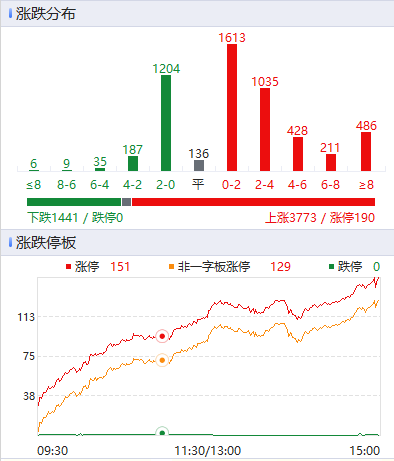 涨跌分布
6 9 35 187 1204 136 1613 1035 428 211 486
≤8 8-6 6-4 4-2 2-0 平 0-2 2-4 4-6 6-8 ≥8
下跌1441 / 跌停0 上涨3773 / 涨停190
涨跌停板
涨停 151 非一字板涨停 129 跌停 0
113
75
38
09:30 11:30/13:00 15:00